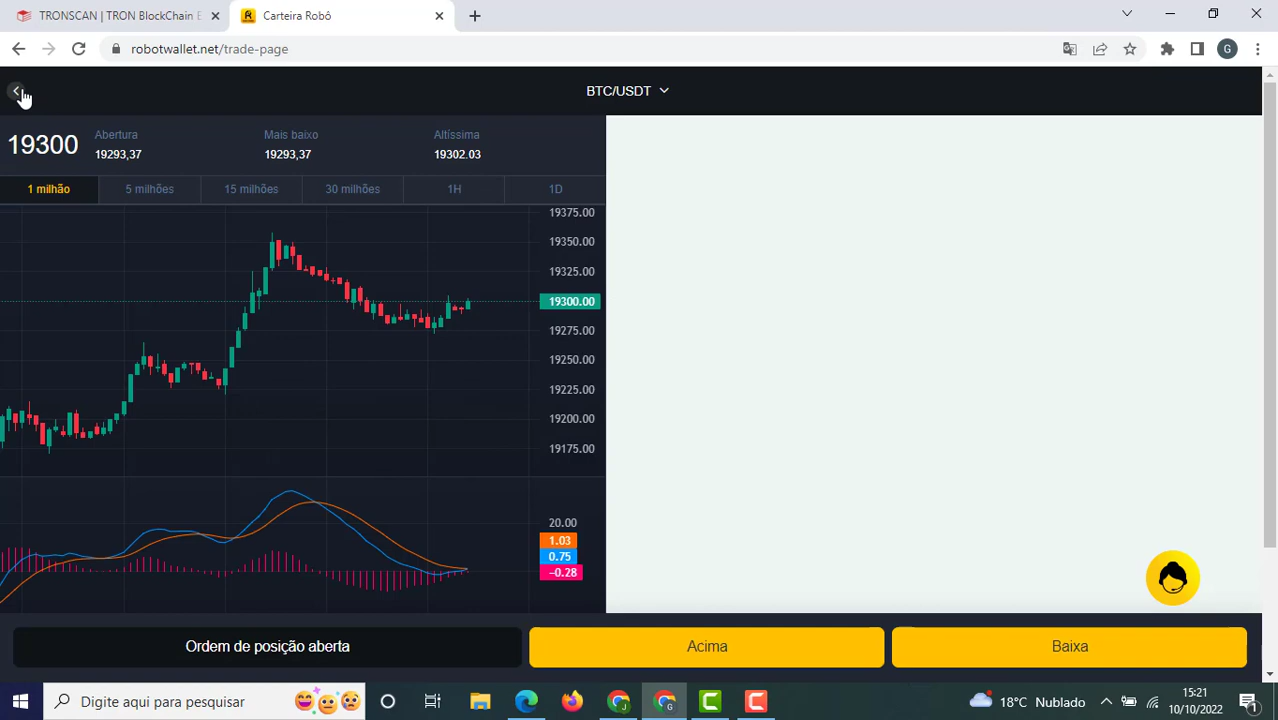 TRONSCAN | TRON BlockChain E
Carteira Robô
robotwallet.net/trade-page
G
BTC/USDT
19300
Abertura
19293,37
Mais baixo
19293,37
Altíssima
19302.03
1 milhão
5 milhões
15 milhões
30 milhões
1H
1D
19375.00
19350.00
19325.00
19300.00
19275.00
19250.00
19225.00
19200.00
19175.00
20.00
1.03
0.75
−0.28
Ordem de posição aberta
Acima
Baixa
Digite aqui para pesquisar
J
G
C
C
18°C Nublado
15:21
10/10/2022
1